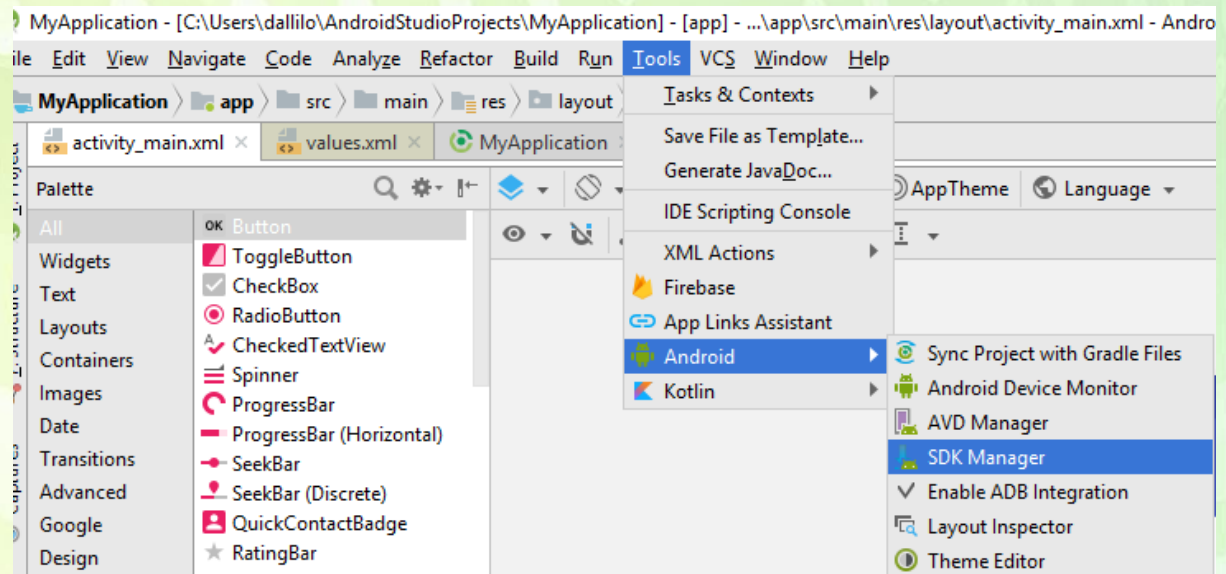 MyApplication - [C:\Users\dallilo\AndroidStudioProjects\MyApplication] - [app] - ...\app\src\main\res\layout\activity_main.xml - Andro
ile Edit View Navigate Code Analyze Refactor Build Run Tools VCS Window Help
MyApplication app src main res layout
activity_main.xml values.xml MyApplication
Palette
AppTheme Language
All
Widgets
Text
Layouts
Containers
Images
Date
Transitions
Advanced
Google
Design
OK Button
ToggleButton
CheckBox
RadioButton
CheckedTextView
Spinner
ProgressBar
ProgressBar (Horizontal)
SeekBar
SeekBar (Discrete)
QuickContactBadge
RatingBar
Tasks & Contexts
Save File as Template...
Generate JavaDoc...
IDE Scripting Console
XML Actions
Firebase
App Links Assistant
Android
Kotlin
Sync Project with Gradle Files
Android Device Monitor
AVD Manager
SDK Manager
Enable ADB Integration
Layout Inspector
Theme Editor